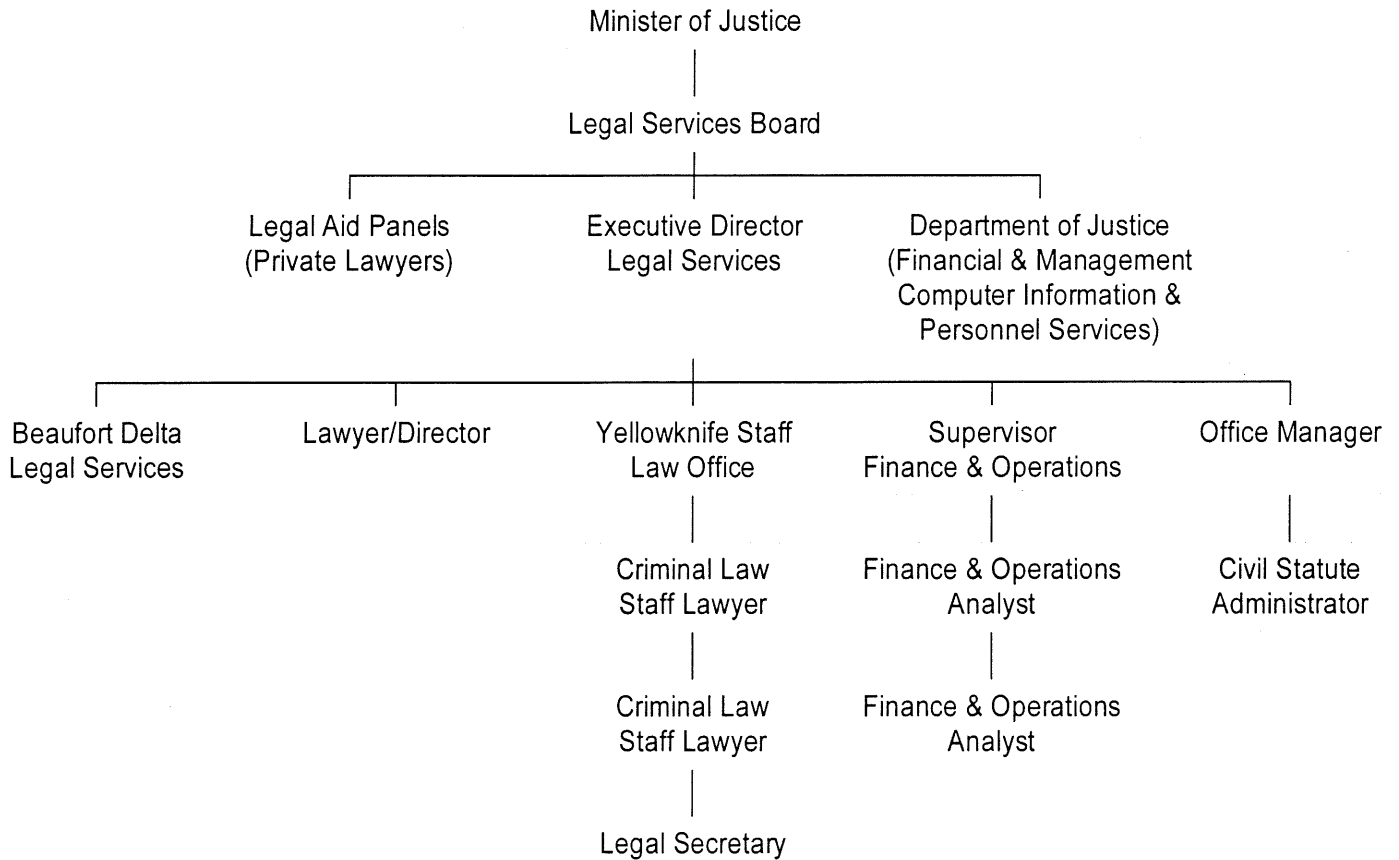 Minister of Justice
Legal Services Board
Legal Aid Panels
(Private Lawyers)
Executive Director
Legal Services
Department of Justice
(Financial & Management
Computer Information &
Personnel Services)
Beaufort Delta
Legal Services
Lawyer/Director
Yellowknife Staff
Law Office
Supervisor
Finance & Operations
Office Manager
Criminal Law
Staff Lawyer
Finance & Operations
Analyst
Civil Statute
Administrator
Criminal Law
Staff Lawyer
Finance & Operations
Analyst
Legal Secretary